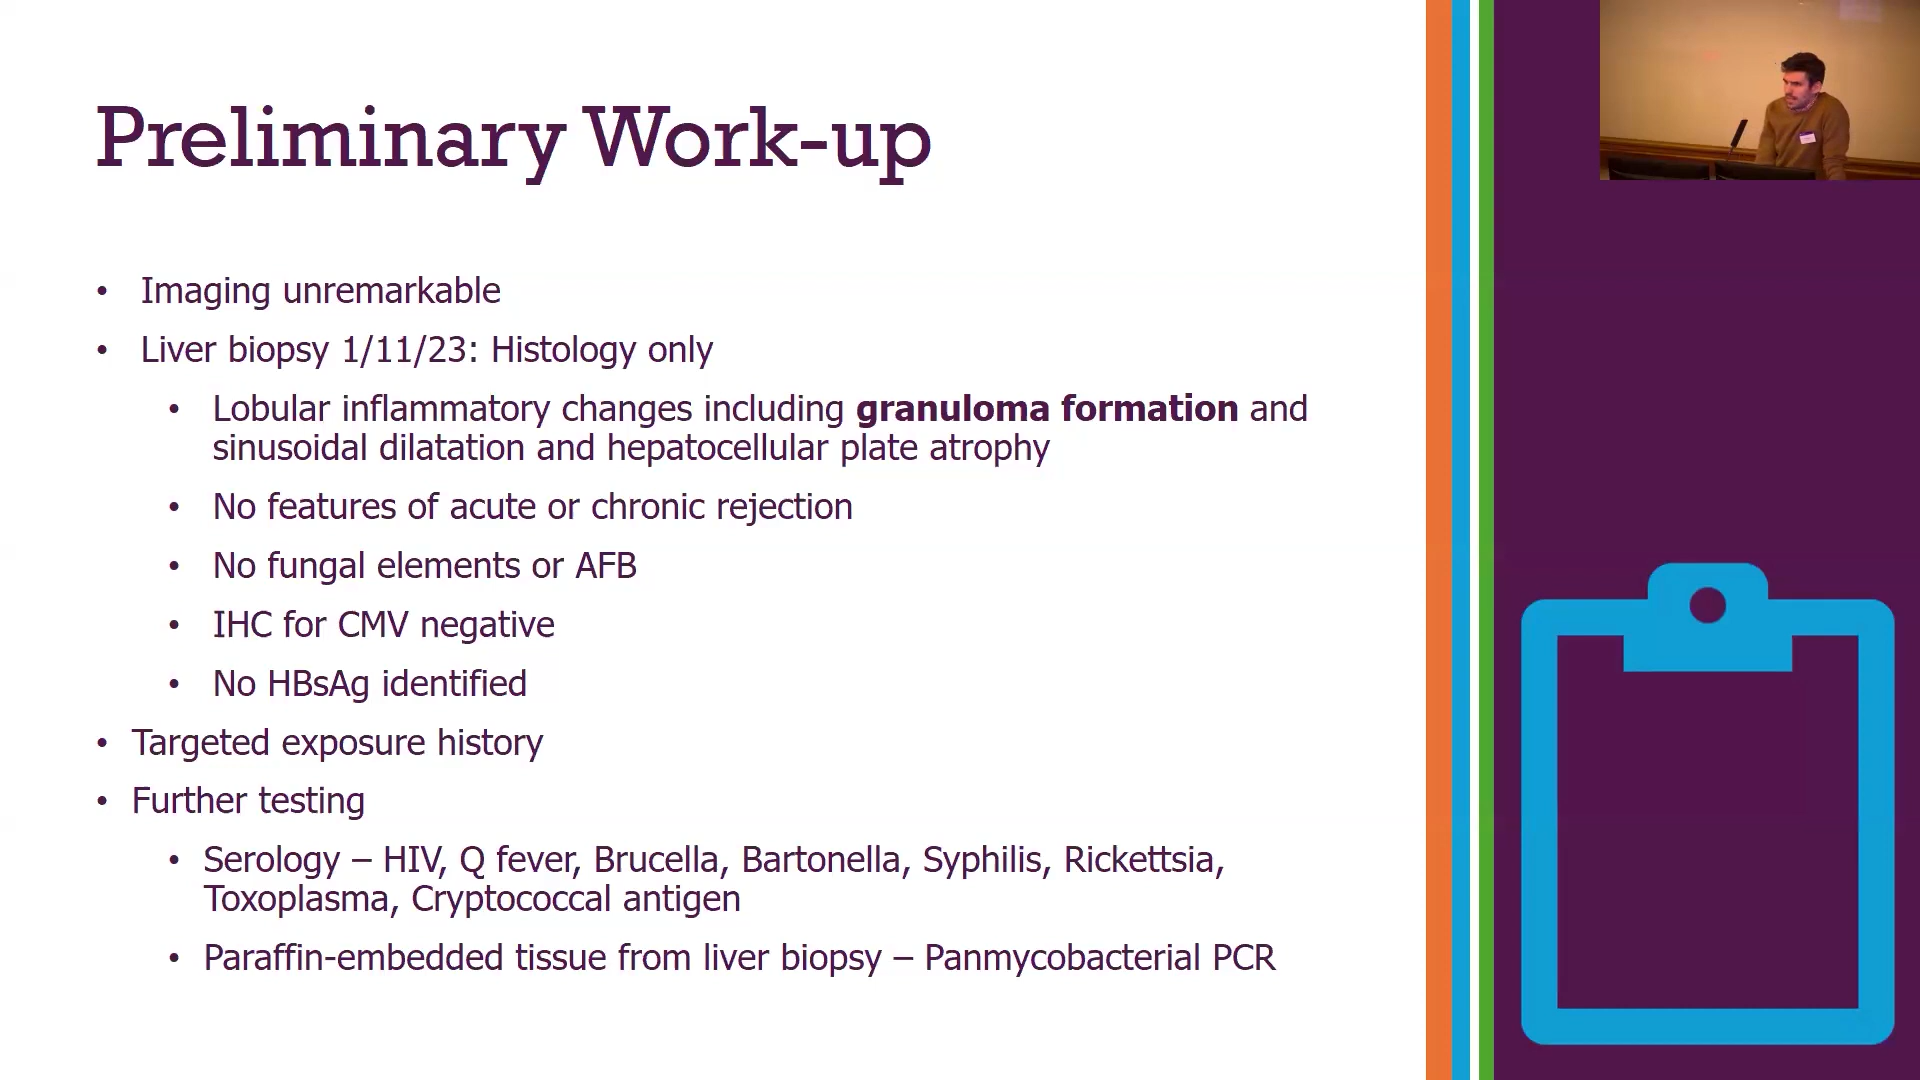 Preliminary Work-up
• Imaging unremarkable
• Liver biopsy 1/11/23: Histology only
• Lobular inflammatory changes including granuloma formation and
sinusoidal dilatation and hepatocellular plate atrophy
• No features of acute or chronic rejection
• No fungal elements or AFB
• IHC for CMV negative
• No HBsAg identified
• Targeted exposure history
• Further testing
• Serology – HIV, Q fever, Brucella, Bartonella, Syphilis, Rickettsia,
Toxoplasma, Cryptococcal antigen
• Paraffin-embedded tissue from liver biopsy – Panmycobacterial PCR